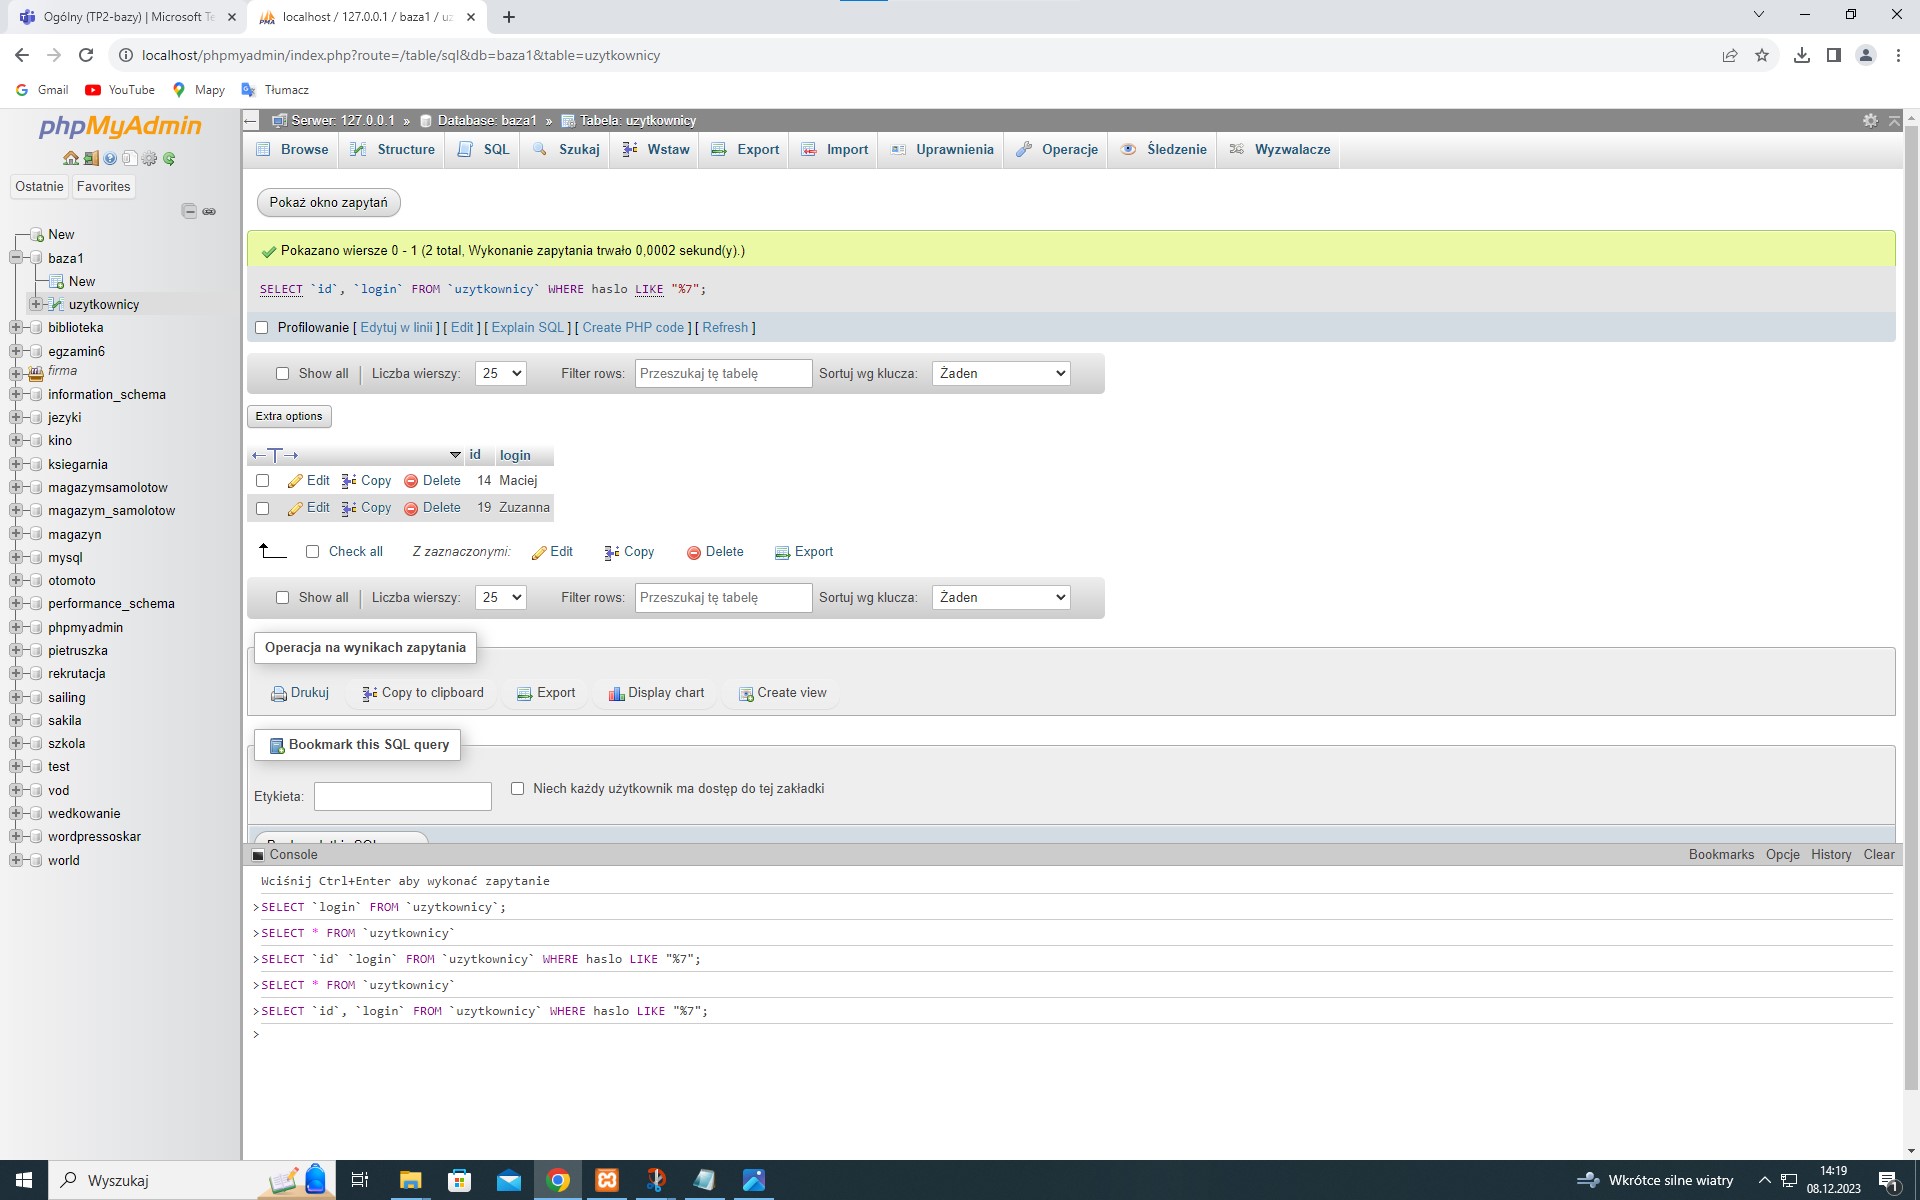 Ogólny (TP2-bazy) | Microsoft Te
localhost / 127.0.0.1 / baza1 / uz
localhost/phpmyadmin/index.php?route=/table/sql&db=baza1&table=uzytkownicy
Gmail YouTube Mapy Tłumacz
phpMyAdmin
Ostatnie Favorites
New
baza1
New
uzytkownicy
biblioteka
egzamin6
firma
information_schema
jezyki
kino
ksiegarnia
magazymsamolotow
magazym_samolotow
magazyn
mysql
otomoto
performance_schema
phpmyadmin
pietruszka
rekrutacja
sailing
sakila
szkola
test
vod
wedkowanie
wordpressoskar
world
Serwer: 127.0.0.1 » Database: baza1 » Tabela: uzytkownicy
Browse Structure SQL Szukaj Wstaw Export Import Uprawnienia Operacje Śledzenie Wyzwalacze
Pokaż okno zapytań
Pokazano wiersze 0 - 1 (2 total, Wykonanie zapytania trwało 0,0002 sekund(y).)
SELECT `id`, `login` FROM `uzytkownicy` WHERE haslo LIKE "%7";
Profilowanie [ Edytuj w linii ] [ Edit ] [ Explain SQL ] [ Create PHP code ] [ Refresh ]
Show all | Liczba wierszy: 25 Filter rows: Przeszukaj tę tabelę Sortuj wg klucza: Żaden
Extra options
←T→ id login
Edit Copy Delete 14 Maciej
Edit Copy Delete 19 Zuzanna
Check all Z zaznaczonymi: Edit Copy Delete Export
Show all | Liczba wierszy: 25 Filter rows: Przeszukaj tę tabelę Sortuj wg klucza: Żaden
Operacja na wynikach zapytania
Drukuj Copy to clipboard Export Display chart Create view
Bookmark this SQL query
Etykieta: Niech każdy użytkownik ma dostęp do tej zakładki
Console Bookmarks Opcje History Clear
Wciśnij Ctrl+Enter aby wykonać zapytanie
>SELECT `login` FROM `uzytkownicy`;
>SELECT * FROM `uzytkownicy`
>SELECT `id` `login` FROM `uzytkownicy` WHERE haslo LIKE "%7";
>SELECT * FROM `uzytkownicy`
>SELECT `id`, `login` FROM `uzytkownicy` WHERE haslo LIKE "%7";
>
Wyszukaj
Wkrótce silne wiatry
14:19
08.12.2023
1